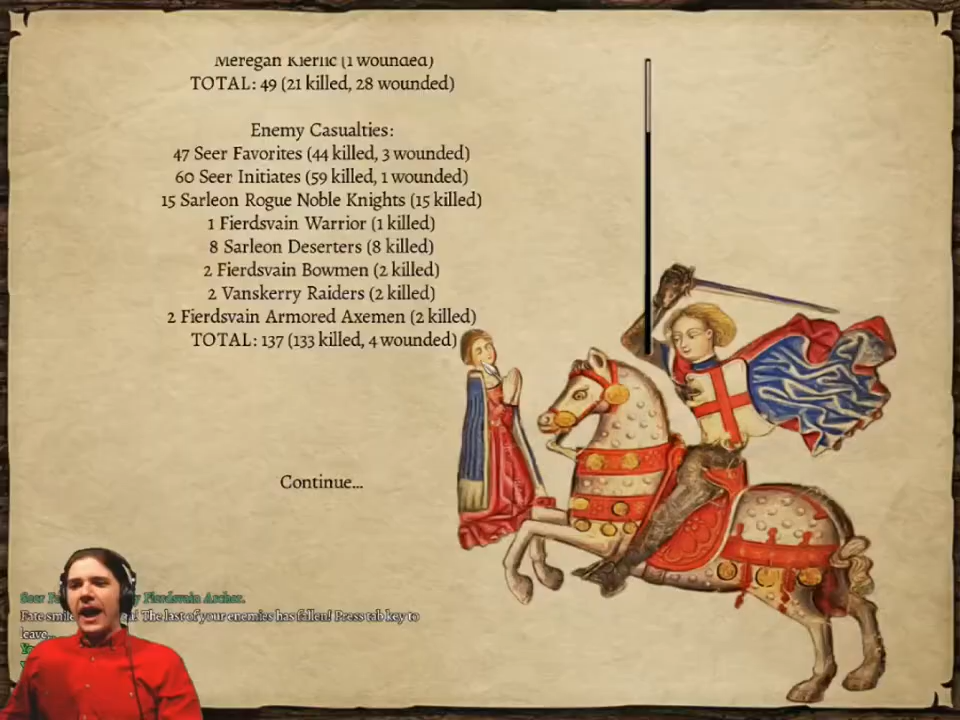 Meregan Kierlic (1 wounded)
TOTAL: 49 (21 killed, 28 wounded)
Enemy Casualties:
47 Seer Favorites (44 killed, 3 wounded)
60 Seer Initiates (59 killed, 1 wounded)
15 Sarleon Rogue Noble Knights (15 killed)
1 Fierdsvain Warrior (1 killed)
8 Sarleon Deserters (8 killed)
2 Fierdsvain Bowmen (2 killed)
2 Vanskerry Raiders (2 killed)
2 Fierdsvain Armored Axemen (2 killed)
TOTAL: 137 (133 killed, 4 wounded)
Continue...
Seer Fierdsvain Archer.
Fate smile The last of your enemies has fallen! Press tab key to
leave...